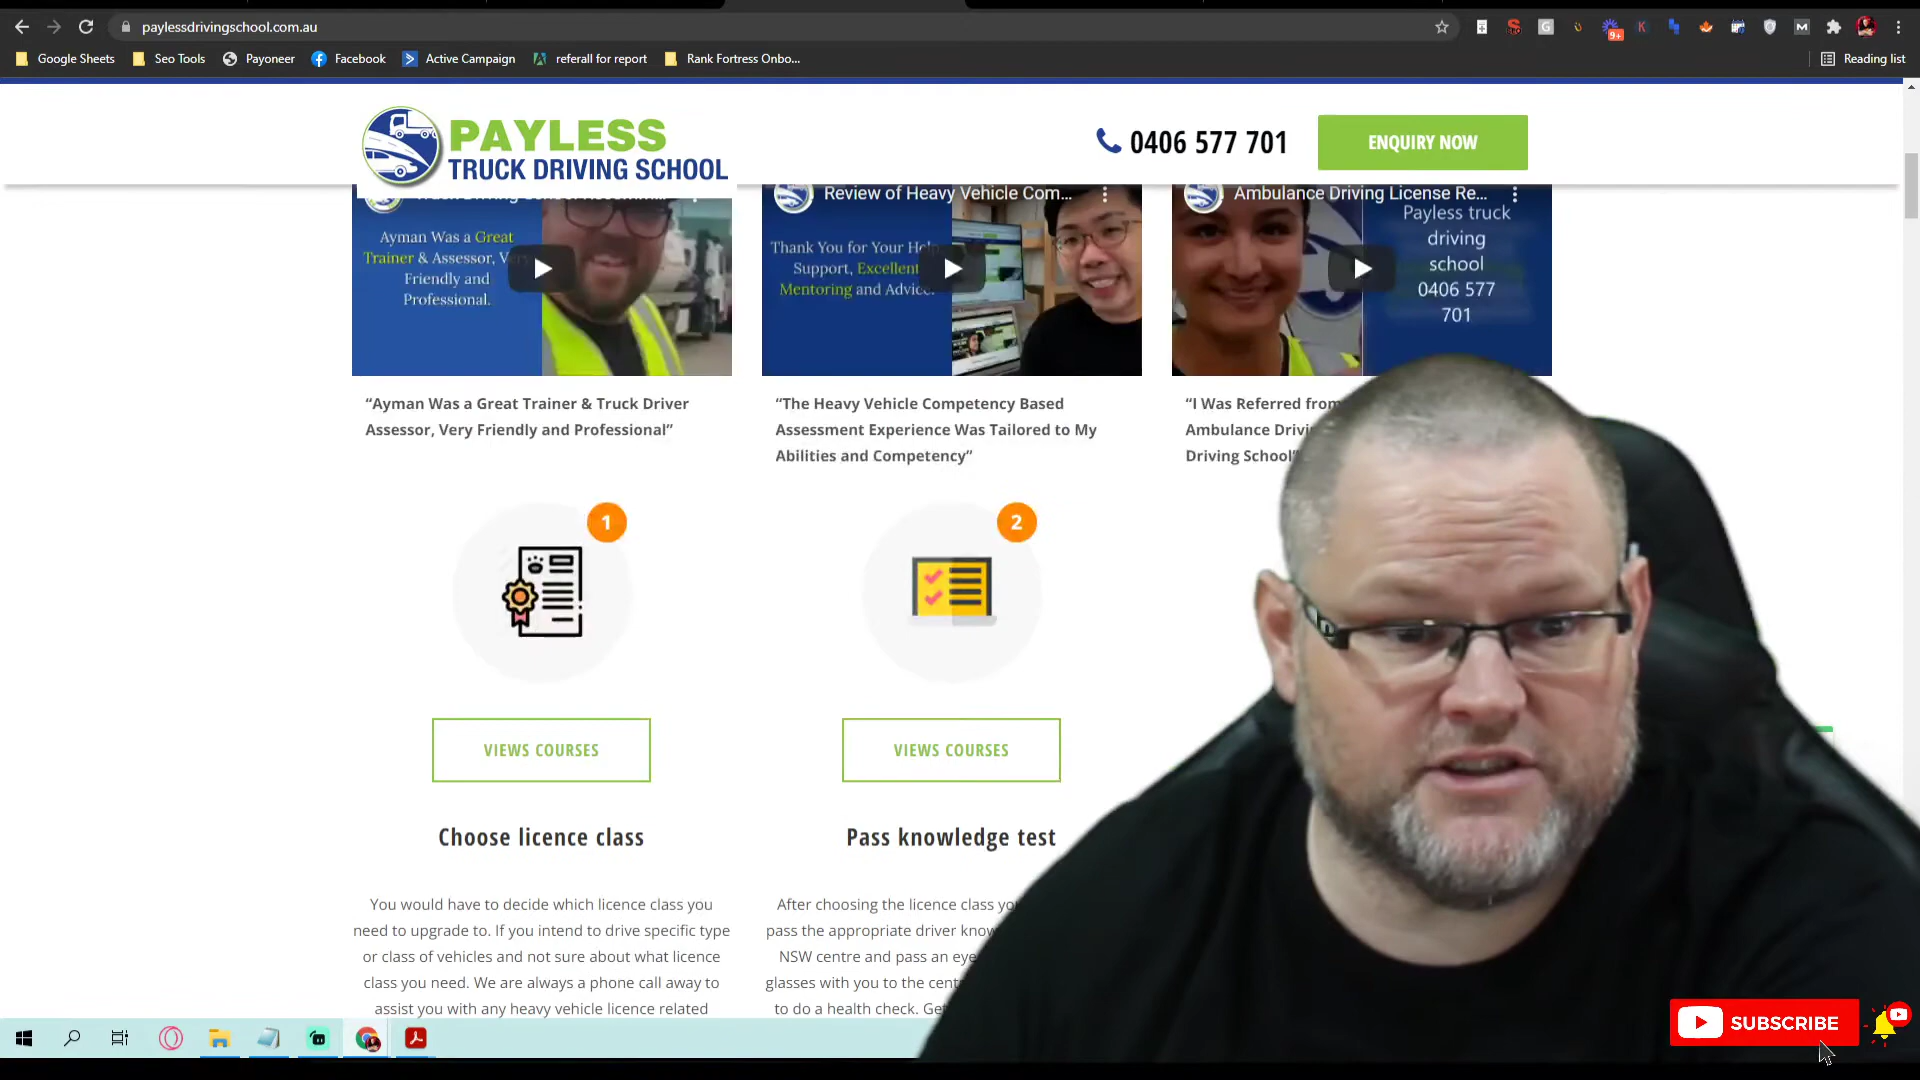 paylessdrivingschool.com.au
9+
Google Sheets
Seo Tools
Payoneer
Facebook
Active Campaign
referall for report
Rank Fortress Onbo...
Reading list
PAYLESS
TRUCK DRIVING SCHOOL
0406 577 701
ENQUIRY NOW
Ayman Was a Great
Trainer & Assessor, Very
Friendly and
Professional.
Review of Heavy Vehicle Com...
Thank You for Your Help
Support, Excellent
Mentoring and Advice.
Ambulance Driving License Re...
Payless truck
driving
school
0406 577
701
“Ayman Was a Great Trainer & Truck Driver
Assessor, Very Friendly and Professional”
“The Heavy Vehicle Competency Based
Assessment Experience Was Tailored to My
Abilities and Competency”
“I Was Referred from
Ambulance
Driving School”
1
2
VIEWS COURSES
VIEWS COURSES
Choose licence class
Pass knowledge test
You would have to decide which licence class you
need to upgrade to. If you intend to drive specific type
or class of vehicles and not sure about what licence
class you need. We are always a phone call away to
assist you with any heavy vehicle licence related
After choosing the licence class
pass the appropriate driver
NSW centre and pass an eye
glasses with you to the
to do a health check.
SUBSCRIBE